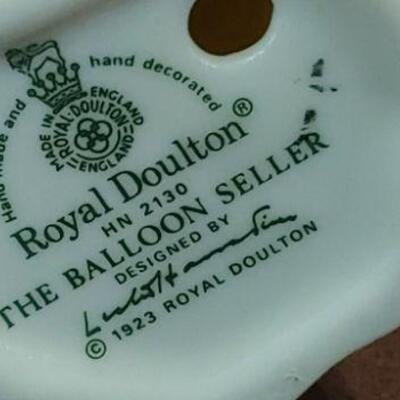 Hand made and hand decorated
MADE IN ENGLAND
ROYAL·DOULTON
ENGLAND
Royal Doulton®
HN 2130
THE BALLOON SELLER
DESIGNED BY
© 1923 ROYAL DOULTON